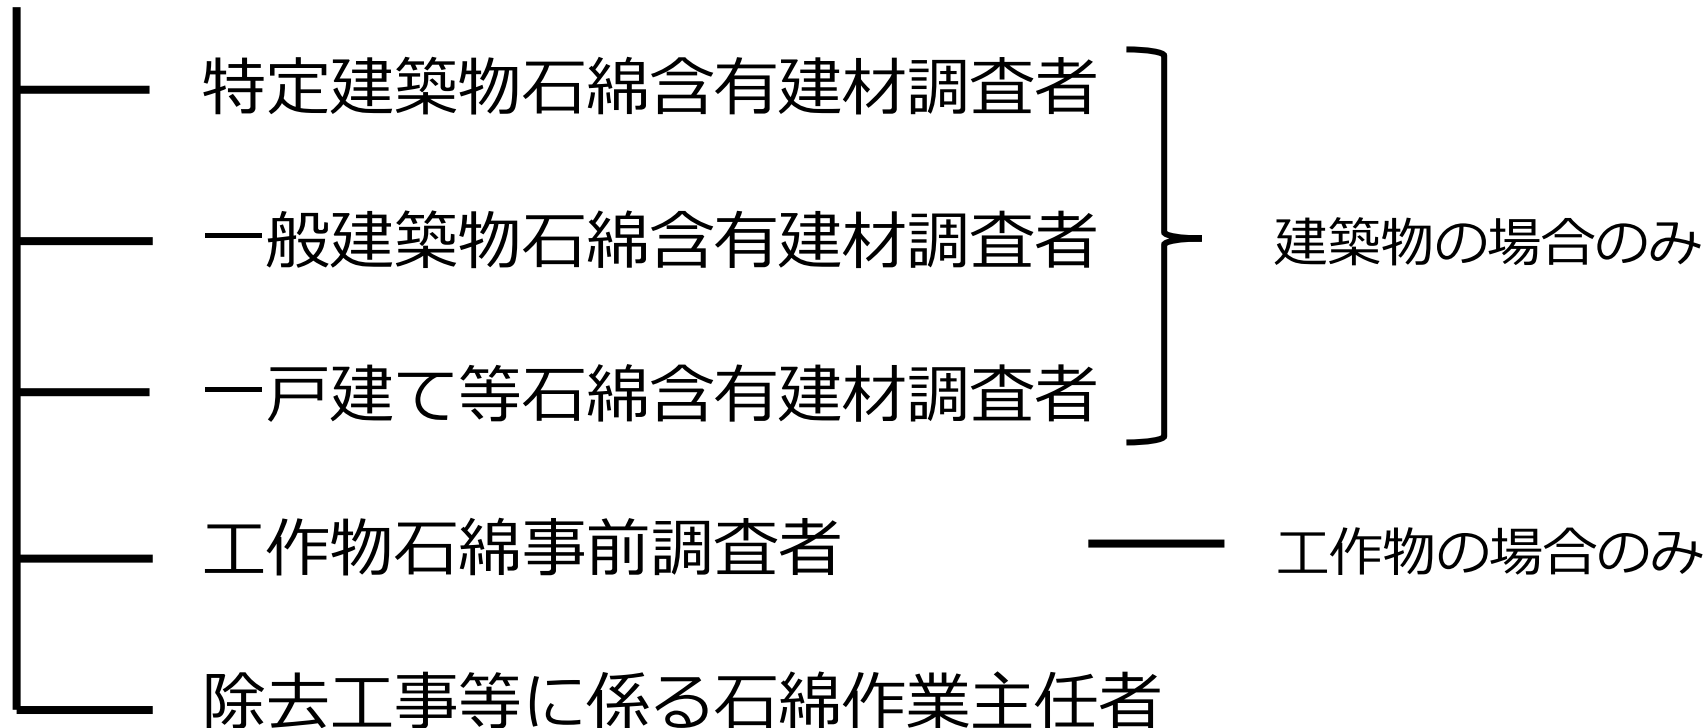 特定建築物石綿含有建材調査者
一般建築物石綿含有建材調査者
建築物の場合のみ
一戸建て等石綿含有建材調査者
工作物石綿事前調査者
工作物の場合のみ
除去工事等に係る石綿作業主任者